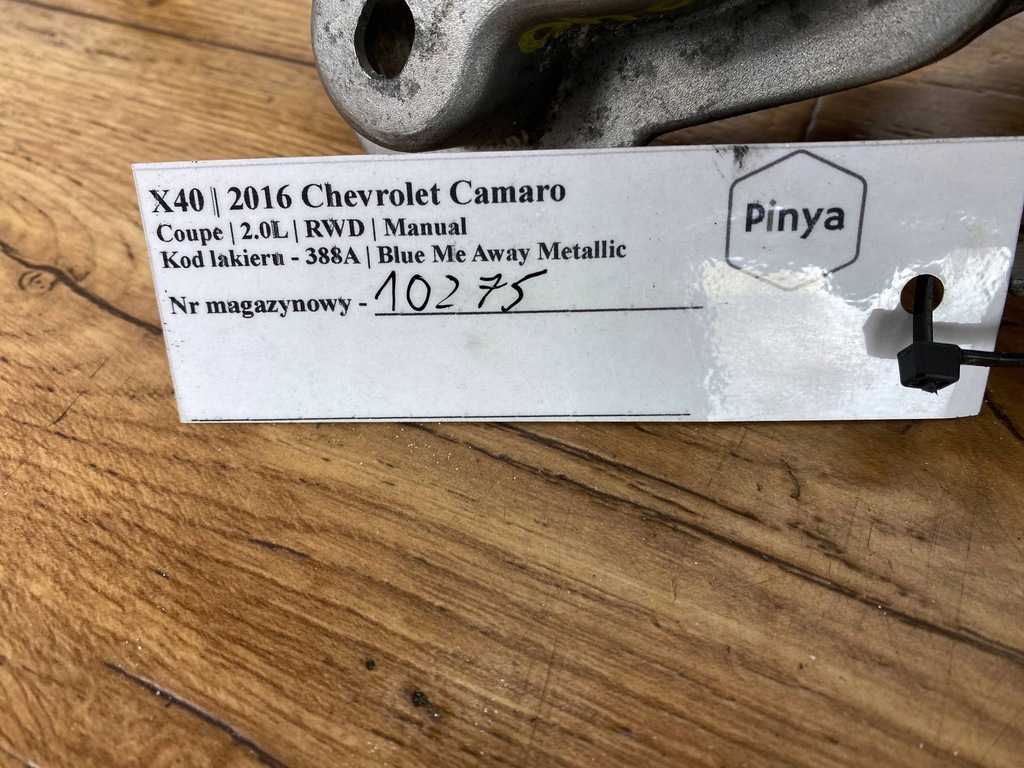 X40 | 2016 Chevrolet Camaro
Coupe | 2.0L | RWD | Manual
Kod lakieru - 388A | Blue Me Away Metallic
Nr magazynowy - 10275
Pinya